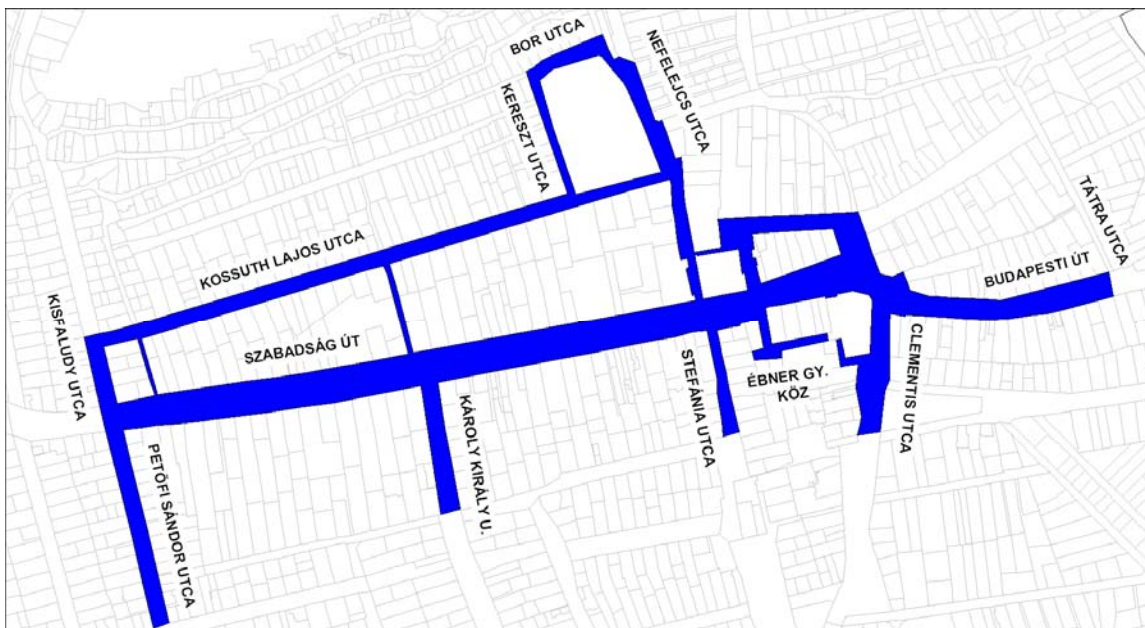 BOR UTCA
NEFELEJCS UTCA
KERESZT UTCA
TÁTRA UTCA
KOSSUTH LAJOS UTCA
BUDAPESTI ÚT
KISFALUDY UTCA
SZABADSÁG ÚT
CLEMENTIS UTCA
STEFÁNIA UTCA
ÉBNER GY.
KÖZ
KÁROLY KIRÁLY U.
PETŐFI SÁNDOR UTCA